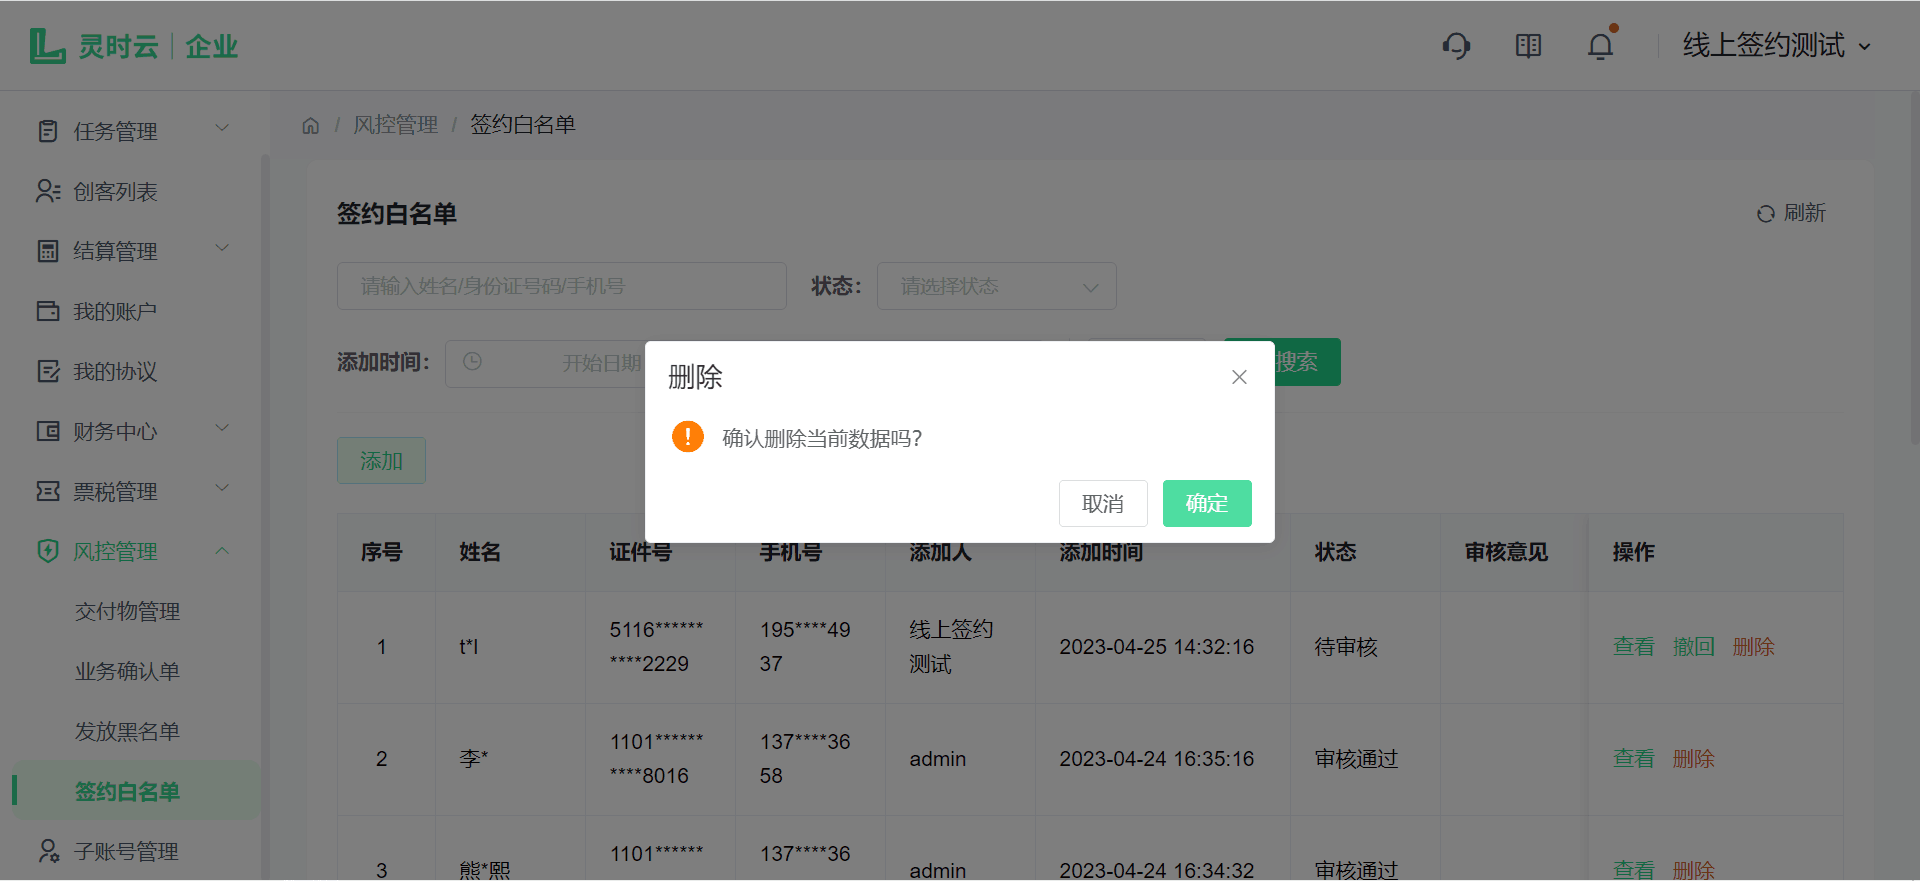 灵时云 企业
线上签约测试
任务管理
创客列表
结算管理
我的账户
我的协议
财务中心
票税管理
风控管理
交付物管理
业务确认单
发放黑名单
签约白名单
子账号管理
/ 风控管理 / 签约白名单
签约白名单
刷新
请输入姓名/身份证号码/手机号 状态： 请选择状态
添加时间： 开始日期 搜索
添加
删除
确认删除当前数据吗？
取消 确定
序号 姓名 证件号 手机号 添加人 添加时间 状态 审核意见 操作
1 t*l 5116****** ****2229 195****49 37 线上签约 测试 2023-04-25 14:32:16 待审核 查看 撤回 删除
2 李* 1101****** ****8016 137****36 58 admin 2023-04-24 16:35:16 审核通过 查看 删除
3 熊*熙 1101****** 137****36 admin 2023-04-24 16:34:32 审核通过 查看 删除